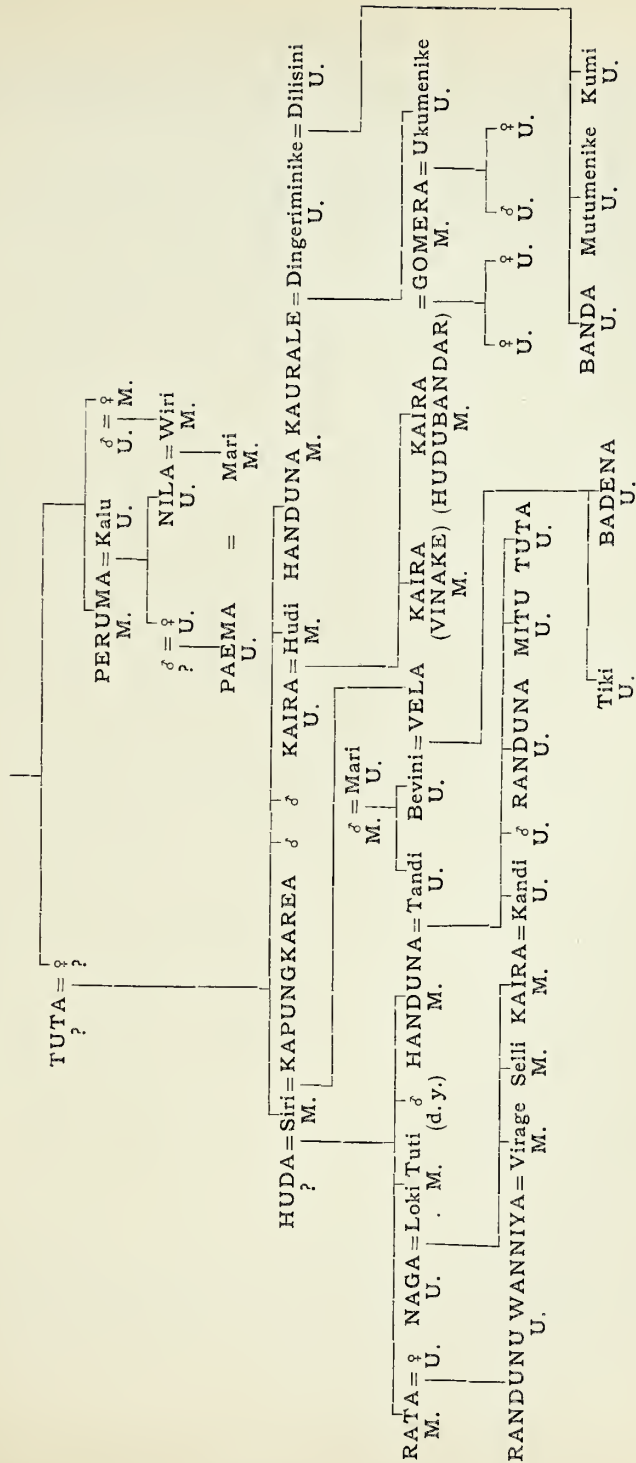 TUTA = ♀
? ?
PERUMA = Kalu ♂ = ♀
M. U. U. M.
♂ = ♀ NILA = Wiri
? U. U. M.
PAEMA = Mari
U. M.
HUDA = Siri = KAPUNGKAREA ♂ ♂ KAIRA = Hudi HANDUNA KAURALE = Dingeriminike = Dilisini
? M. U. M. M. U. U.
♂ = Mari KAIRA KAIRA = GOMERA = Ukumenike
M. U. (VINAKE) (HUDUBANDAR) M. U.
M. M.
RATA = ♀ NAGA = Loki Tuti ♂ HANDUNA = Tandi Bevini = VELA ♀ ♀ ♂ ♀
M. U. U. . M. (d.y.) M. U. U. U. U. U. U.
RANDUNU WANNIYA = Virage Selli KAIRA = Kandi ♂ RANDUNA MITU TUTA BANDA Mutumenike Kumi
U. M. M. M. U. U. U. U. U. U. U. U.
Tiki BADENA
U. U.